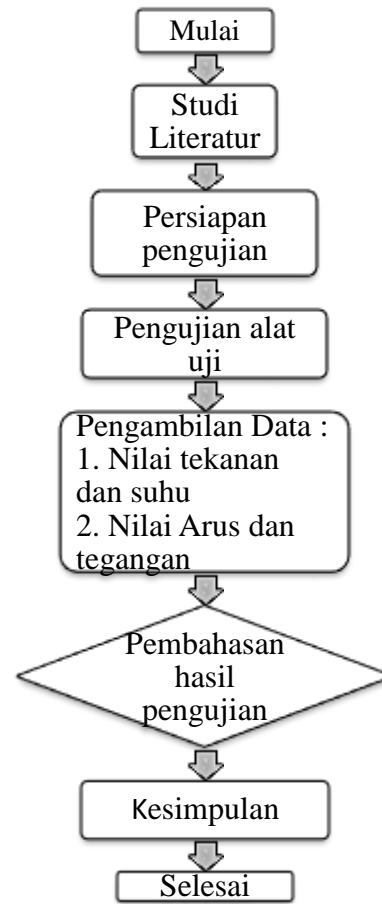 Mulai
Studi
Literatur
Persiapan
pengujian
Pengujian alat
uji
Pengambilan Data :
1. Nilai tekanan
dan suhu
2. Nilai Arus dan
tegangan
Pembahasan
hasil
pengujian
Kesimpulan
Selesai